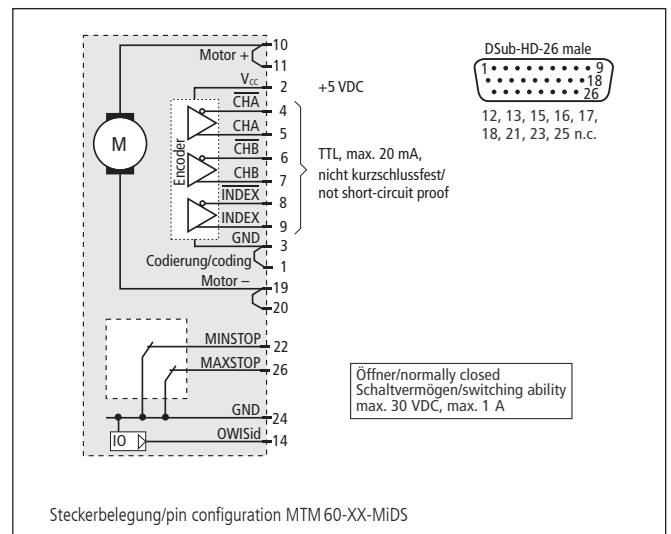 Motor + 10
11
DSub-HD-26 male
1 9
18
26
V_cc 2 +5 VDC
C̅H̅A̅ 4
CHA 5
C̅H̅B̅ 6
CHB 7
I̅N̅D̅E̅X̅ 8
INDEX 9
GND 3
Codierung/coding 1
Motor – 19
20
12, 13, 15, 16, 17,
18, 21, 23, 25 n.c.
M
Encoder
TTL, max. 20 mA,
nicht kurzschlussfest/
not short-circuit proof
MINSTOP 22
MAXSTOP 26
GND 24
IO OWISid 14
Öffner/normally closed
Schaltvermögen/switching ability
max. 30 VDC, max. 1 A
Steckerbelegung/pin configuration MTM 60-XX-MiDS